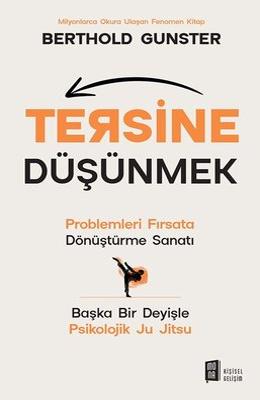 Milyonlarca Okura Ulaşan Fenomen Kitap
BERTHOLD GUNSTER
TERSİNE
DÜŞÜNMEK
Problemleri Fırsata
Dönüştürme Sanatı
Başka Bir Deyişle
Psikolojik Ju Jitsu
MONA
KİŞİSEL
GELİŞİM